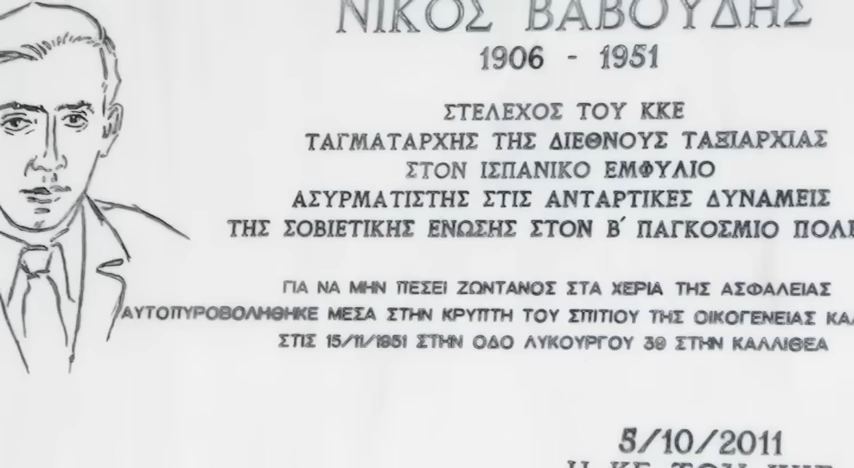 ΝΙΚΟΣ ΒΑΒΟΥΔΗΣ
1906 - 1951
ΣΤΕΛΕΧΟΣ ΤΟΥ ΚΚΕ
ΤΑΓΜΑΤΑΡΧΗΣ ΤΗΣ ΔΙΕΘΝΟΥΣ ΤΑΞΙΑΡΧΙΑΣ
ΣΤΟΝ ΙΣΠΑΝΙΚΟ ΕΜΦΥΛΙΟ
ΑΣΥΡΜΑΤΙΣΤΗΣ ΣΤΙΣ ΑΝΤΑΡΤΙΚΕΣ ΔΥΝΑΜΕΙΣ
ΤΗΣ ΣΟΒΙΕΤΙΚΗΣ ΕΝΩΣΗΣ ΣΤΟΝ Β΄ ΠΑΓΚΟΣΜΙΟ
ΓΙΑ ΝΑ ΜΗΝ ΠΕΣΕΙ ΖΩΝΤΑΝΟΣ ΣΤΑ ΧΕΡΙΑ ΤΗΣ ΑΣΦΑΛΕΙΑΣ
ΑΥΤΟΠΥΡΟΒΟΛΗΘΗΚΕ ΜΕΣΑ ΣΤΗΝ ΚΡΥΠΤΗ ΤΟΥ ΣΠΙΤΙΟΥ ΤΗΣ ΟΙΚΟΓΕΝΕΙΑΣ
ΣΤΙΣ 15/11/1951 ΣΤΗΝ ΟΔΟ ΛΥΚΟΥΡΓΟΥ 39 ΣΤΗΝ ΚΑΛΛΙΘΕΑ
5/10/2011